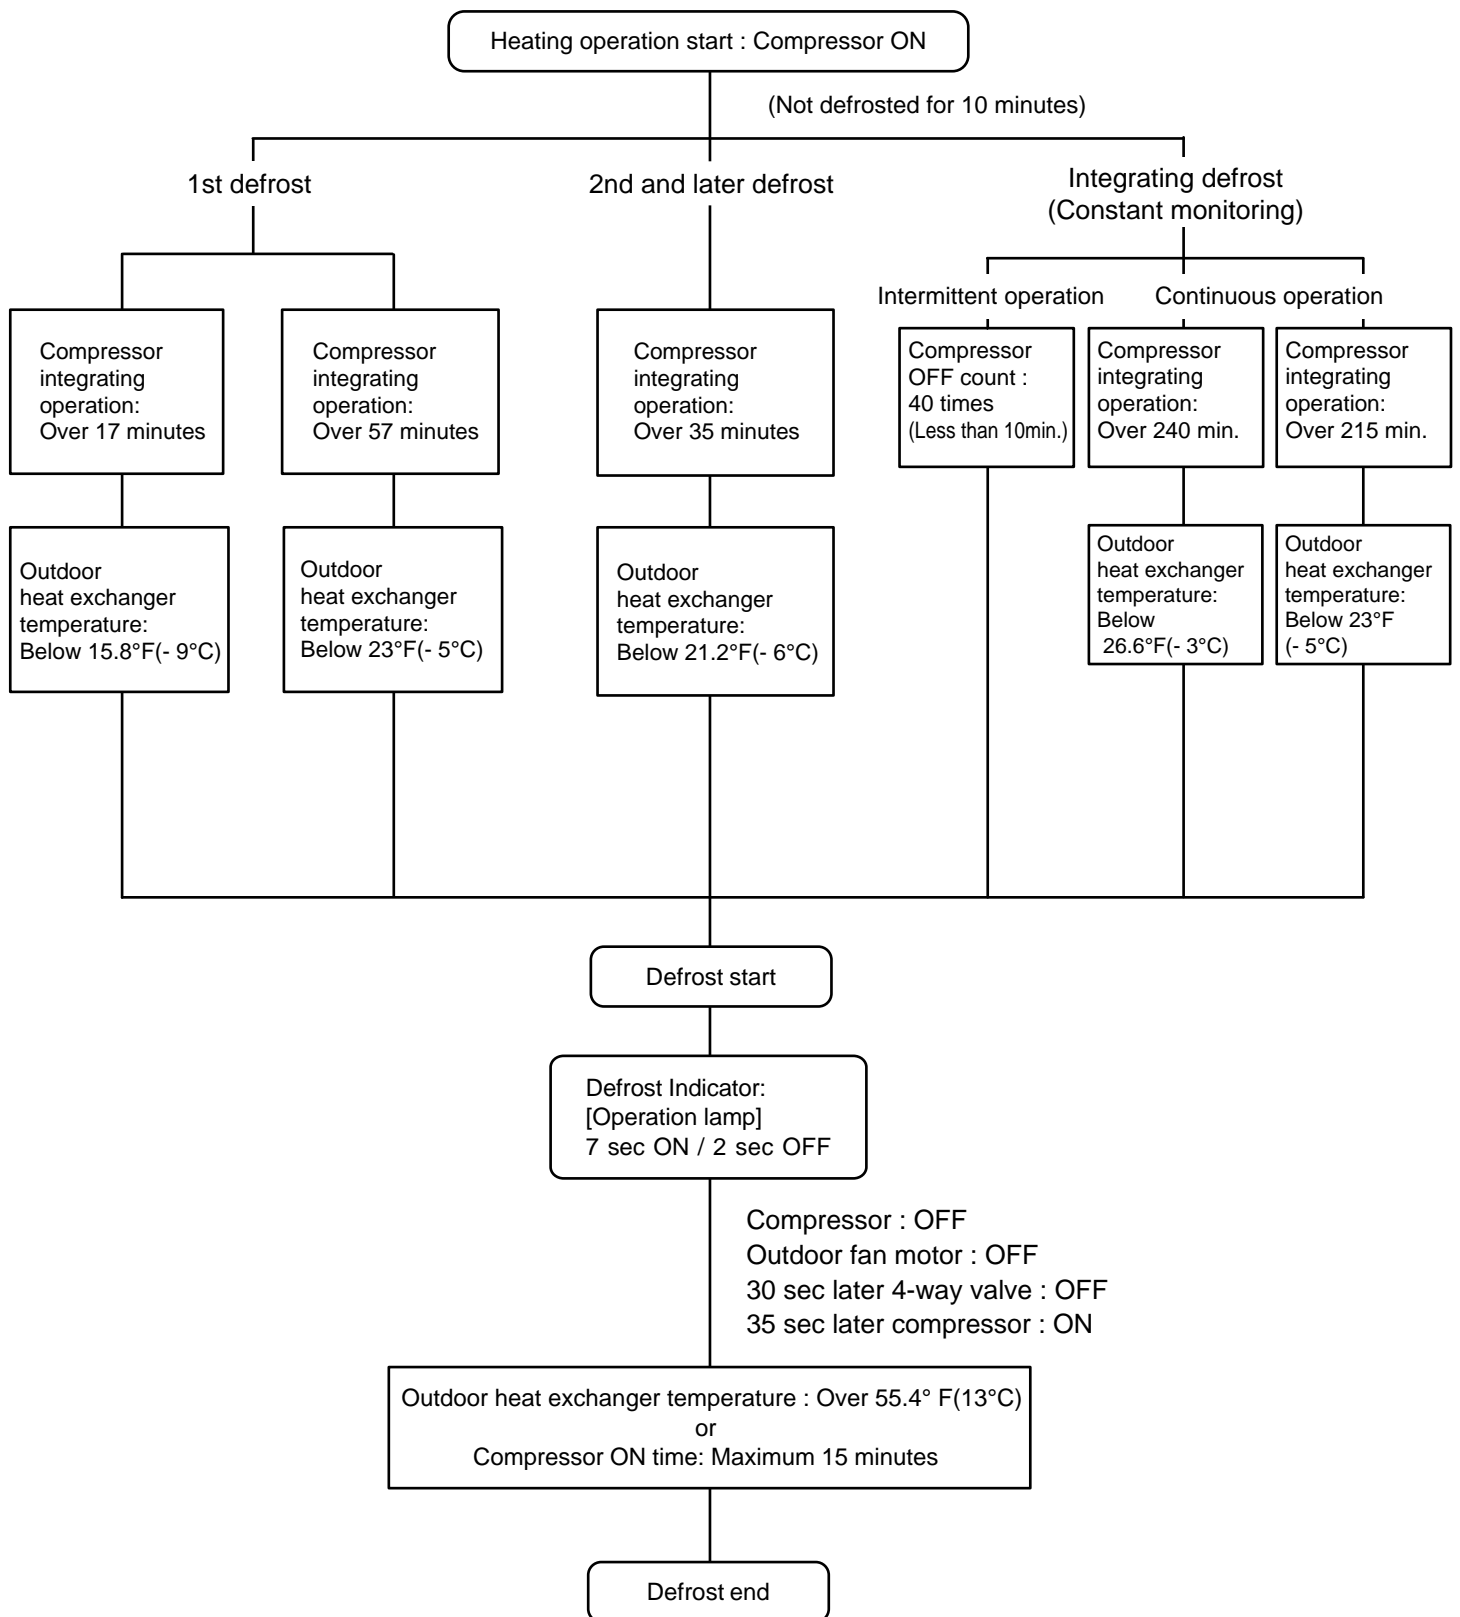 Heating operation start : Compressor ON
(Not defrosted for 10 minutes)
1st defrost
2nd and later defrost
Integrating defrost
(Constant monitoring)
Intermittent operation
Continuous operation
Compressor
integrating
operation:
Over 17 minutes
Compressor
integrating
operation:
Over 57 minutes
Compressor
integrating
operation:
Over 35 minutes
Compressor
OFF count :
40 times
(Less than 10min.)
Compressor
integrating
operation:
Over 240 min.
Compressor
integrating
operation:
Over 215 min.
Outdoor
heat exchanger
temperature:
Below 15.8°F(- 9°C)
Outdoor
heat exchanger
temperature:
Below 23°F(- 5°C)
Outdoor
heat exchanger
temperature:
Below 21.2°F(- 6°C)
Outdoor
heat exchanger
temperature:
Below
26.6°F(- 3°C)
Outdoor
heat exchanger
temperature:
Below 23°F
(- 5°C)
Defrost start
Defrost Indicator:
[Operation lamp]
7 sec ON / 2 sec OFF
Compressor : OFF
Outdoor fan motor : OFF
30 sec later 4-way valve : OFF
35 sec later compressor : ON
Outdoor heat exchanger temperature : Over 55.4° F(13°C)
or
Compressor ON time: Maximum 15 minutes
Defrost end